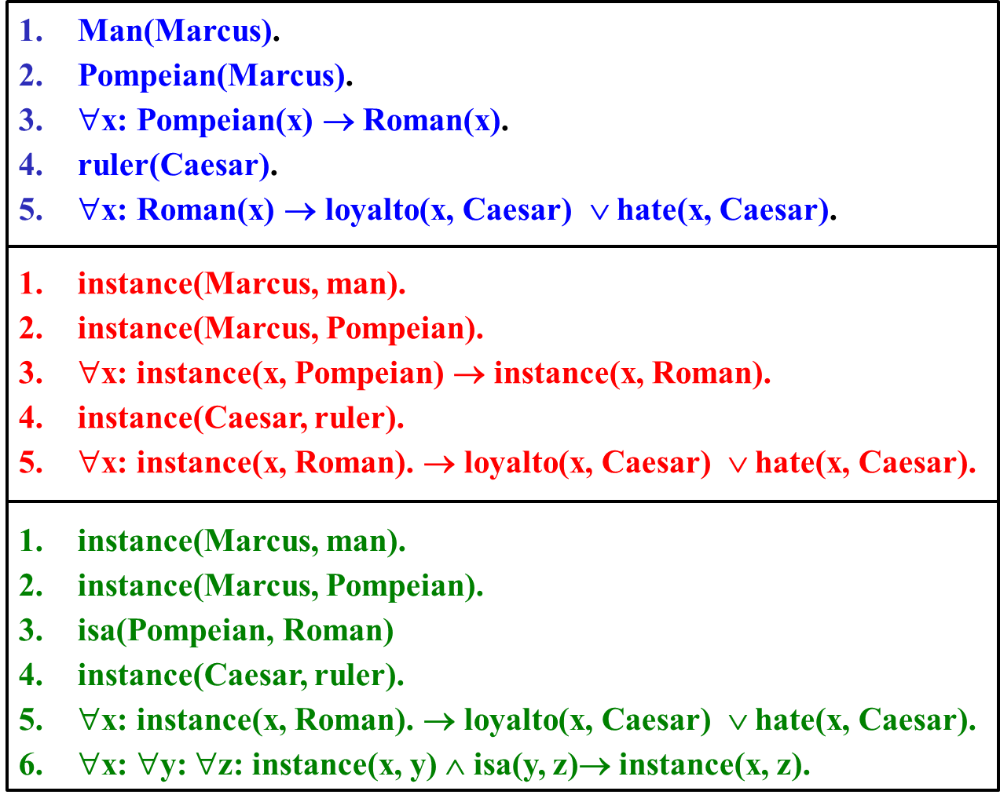 1. Man(Marcus).
2. Pompeian(Marcus).
3. ∀x: Pompeian(x) → Roman(x).
4. ruler(Caesar).
5. ∀x: Roman(x) → loyalto(x, Caesar) ∨ hate(x, Caesar).
1. instance(Marcus, man).
2. instance(Marcus, Pompeian).
3. ∀x: instance(x, Pompeian) → instance(x, Roman).
4. instance(Caesar, ruler).
5. ∀x: instance(x, Roman). → loyalto(x, Caesar) ∨ hate(x, Caesar).
1. instance(Marcus, man).
2. instance(Marcus, Pompeian).
3. isa(Pompeian, Roman)
4. instance(Caesar, ruler).
5. ∀x: instance(x, Roman). → loyalto(x, Caesar) ∨ hate(x, Caesar).
6. ∀x: ∀y: ∀z: instance(x, y) ∧ isa(y, z)→ instance(x, z).